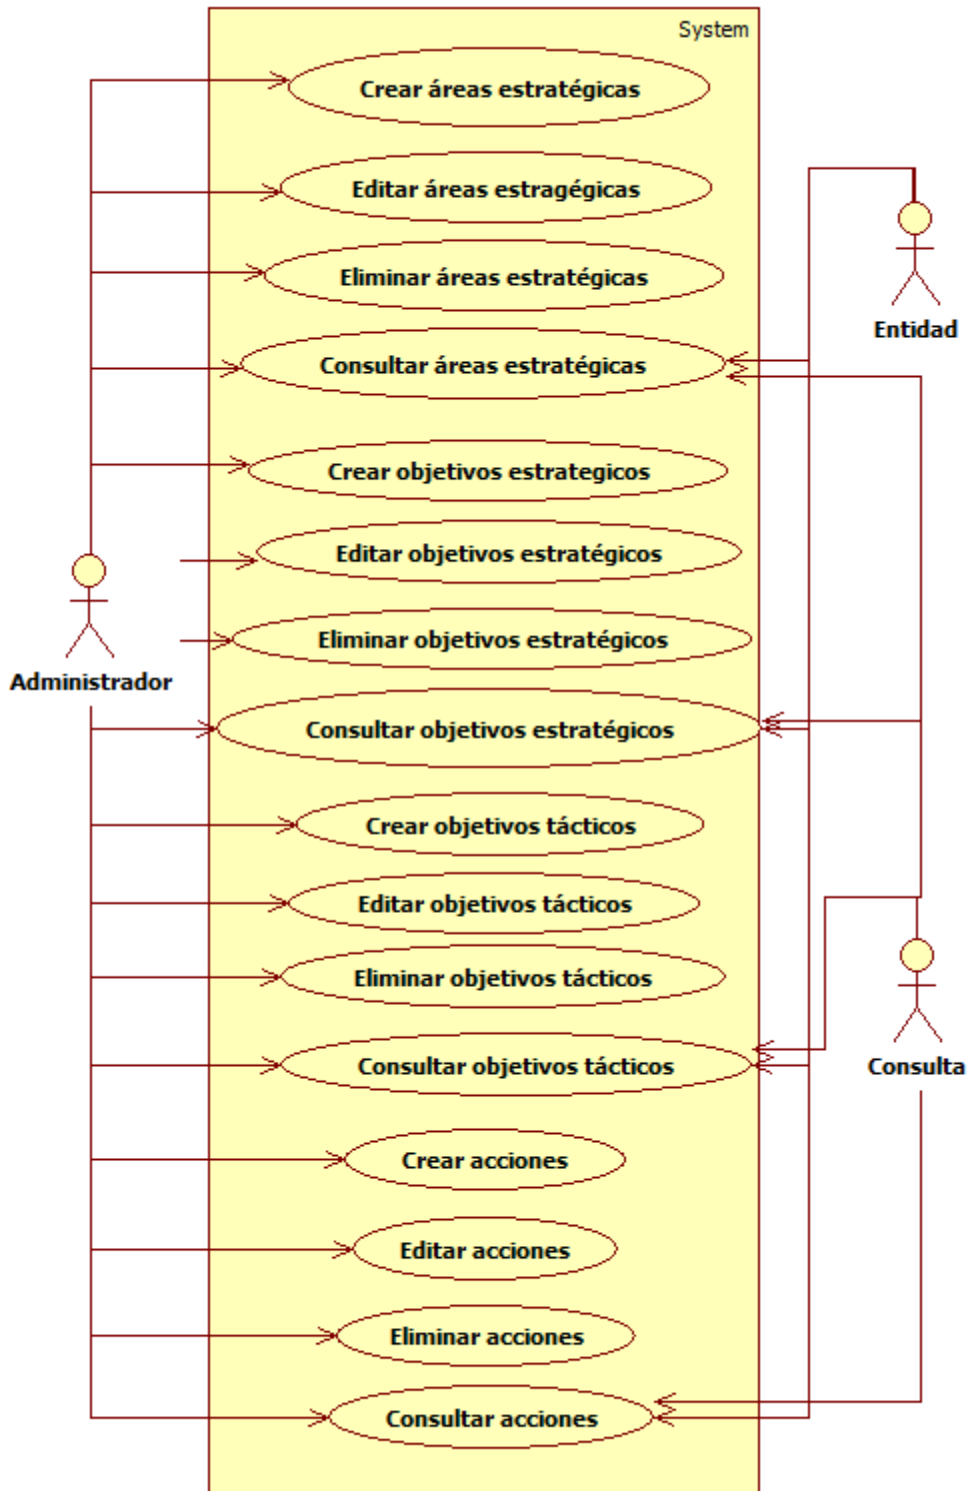 System
Crear áreas estratégicas
Editar áreas estragégicas
Eliminar áreas estratégicas
Entidad
Consultar áreas estratégicas
Crear objetivos estrategicos
Editar objetivos estratégicos
Eliminar objetivos estratégicos
Administrador
Consultar objetivos estratégicos
Crear objetivos tácticos
Editar objetivos tácticos
Eliminar objetivos tácticos
Consultar objetivos tácticos
Consulta
Crear acciones
Editar acciones
Eliminar acciones
Consultar acciones